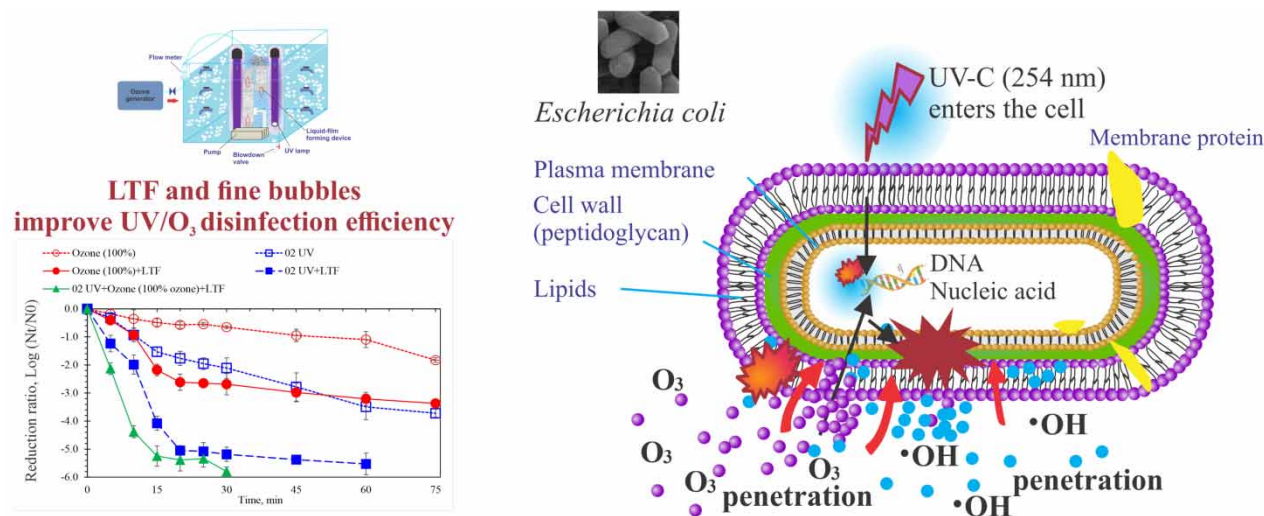 Flow meter
Ozone
generator
Pump
Blowdown
valve
UV lamp
Liquid-film
forming device
LTF and fine bubbles
improve UV/O3 disinfection efficiency
Ozone (100%)
02 UV
Ozone (100%)+LTF
02 UV+LTF
02 UV+Ozone (100% ozone)+LTF
Reduction ratio, Log (Nt/N0)
0.0
-1.0
-2.0
-3.0
-4.0
-5.0
-6.0
0
15
30
45
60
75
Time, min
Escherichia coli
UV-C (254 nm)
enters the cell
Membrane protein
Plasma membrane
Cell wall
(peptidoglycan)
Lipids
DNA
Nucleic acid
O3
O3
O3
O3
penetration
•OH
•OH
•OH
penetration